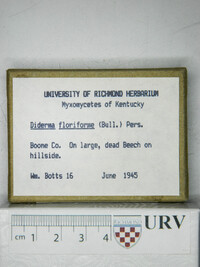 UNIVERSITY OF RICHMOND HERBARIUM
Myxomycetes of Kentucky
Diderma floriforme (Bull.) Pers.
Boone Co. On large, dead Beech on
hillside.
Wm. Botts 16 June 1945
cm 1 2 3 4 URV